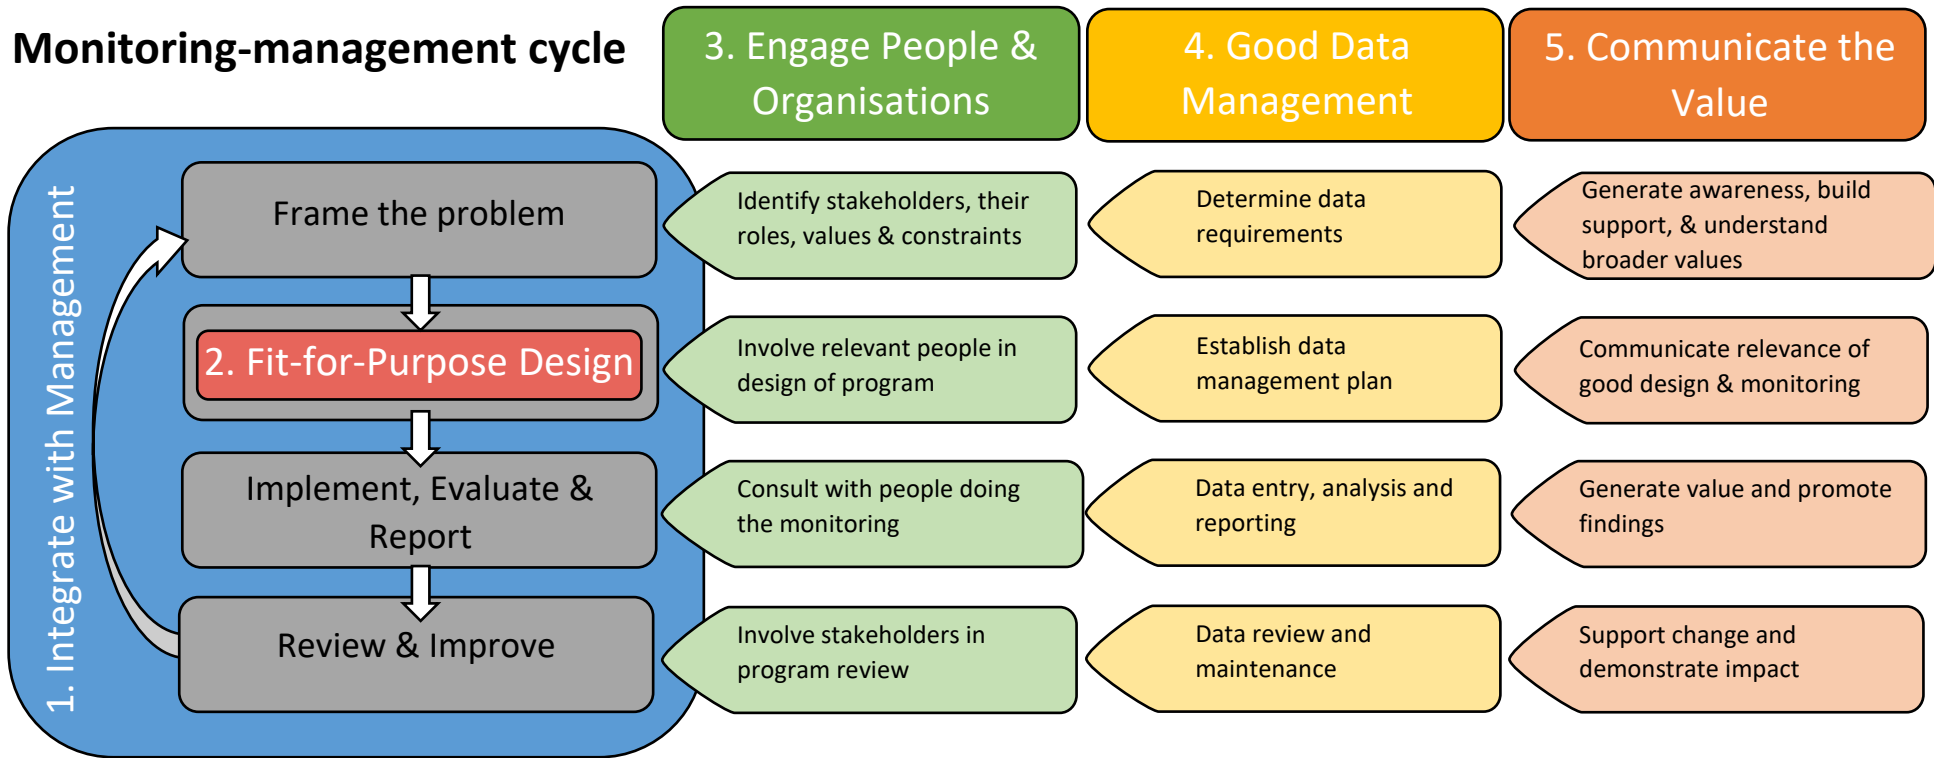 Monitoring-management cycle
3. Engage People &
Organisations
4. Good Data
Management
5. Communicate the
Value
1. Integrate with Management
Frame the problem
Identify stakeholders, their
roles, values & constraints
Determine data
requirements
Generate awareness, build
support, & understand
broader values
2. Fit-for-Purpose Design
Involve relevant people in
design of program
Establish data
management plan
Communicate relevance of
good design & monitoring
Implement, Evaluate &
Report
Consult with people doing
the monitoring
Data entry, analysis and
reporting
Generate value and promote
findings
Review & Improve
Involve stakeholders in
program review
Data review and
maintenance
Support change and
demonstrate impact